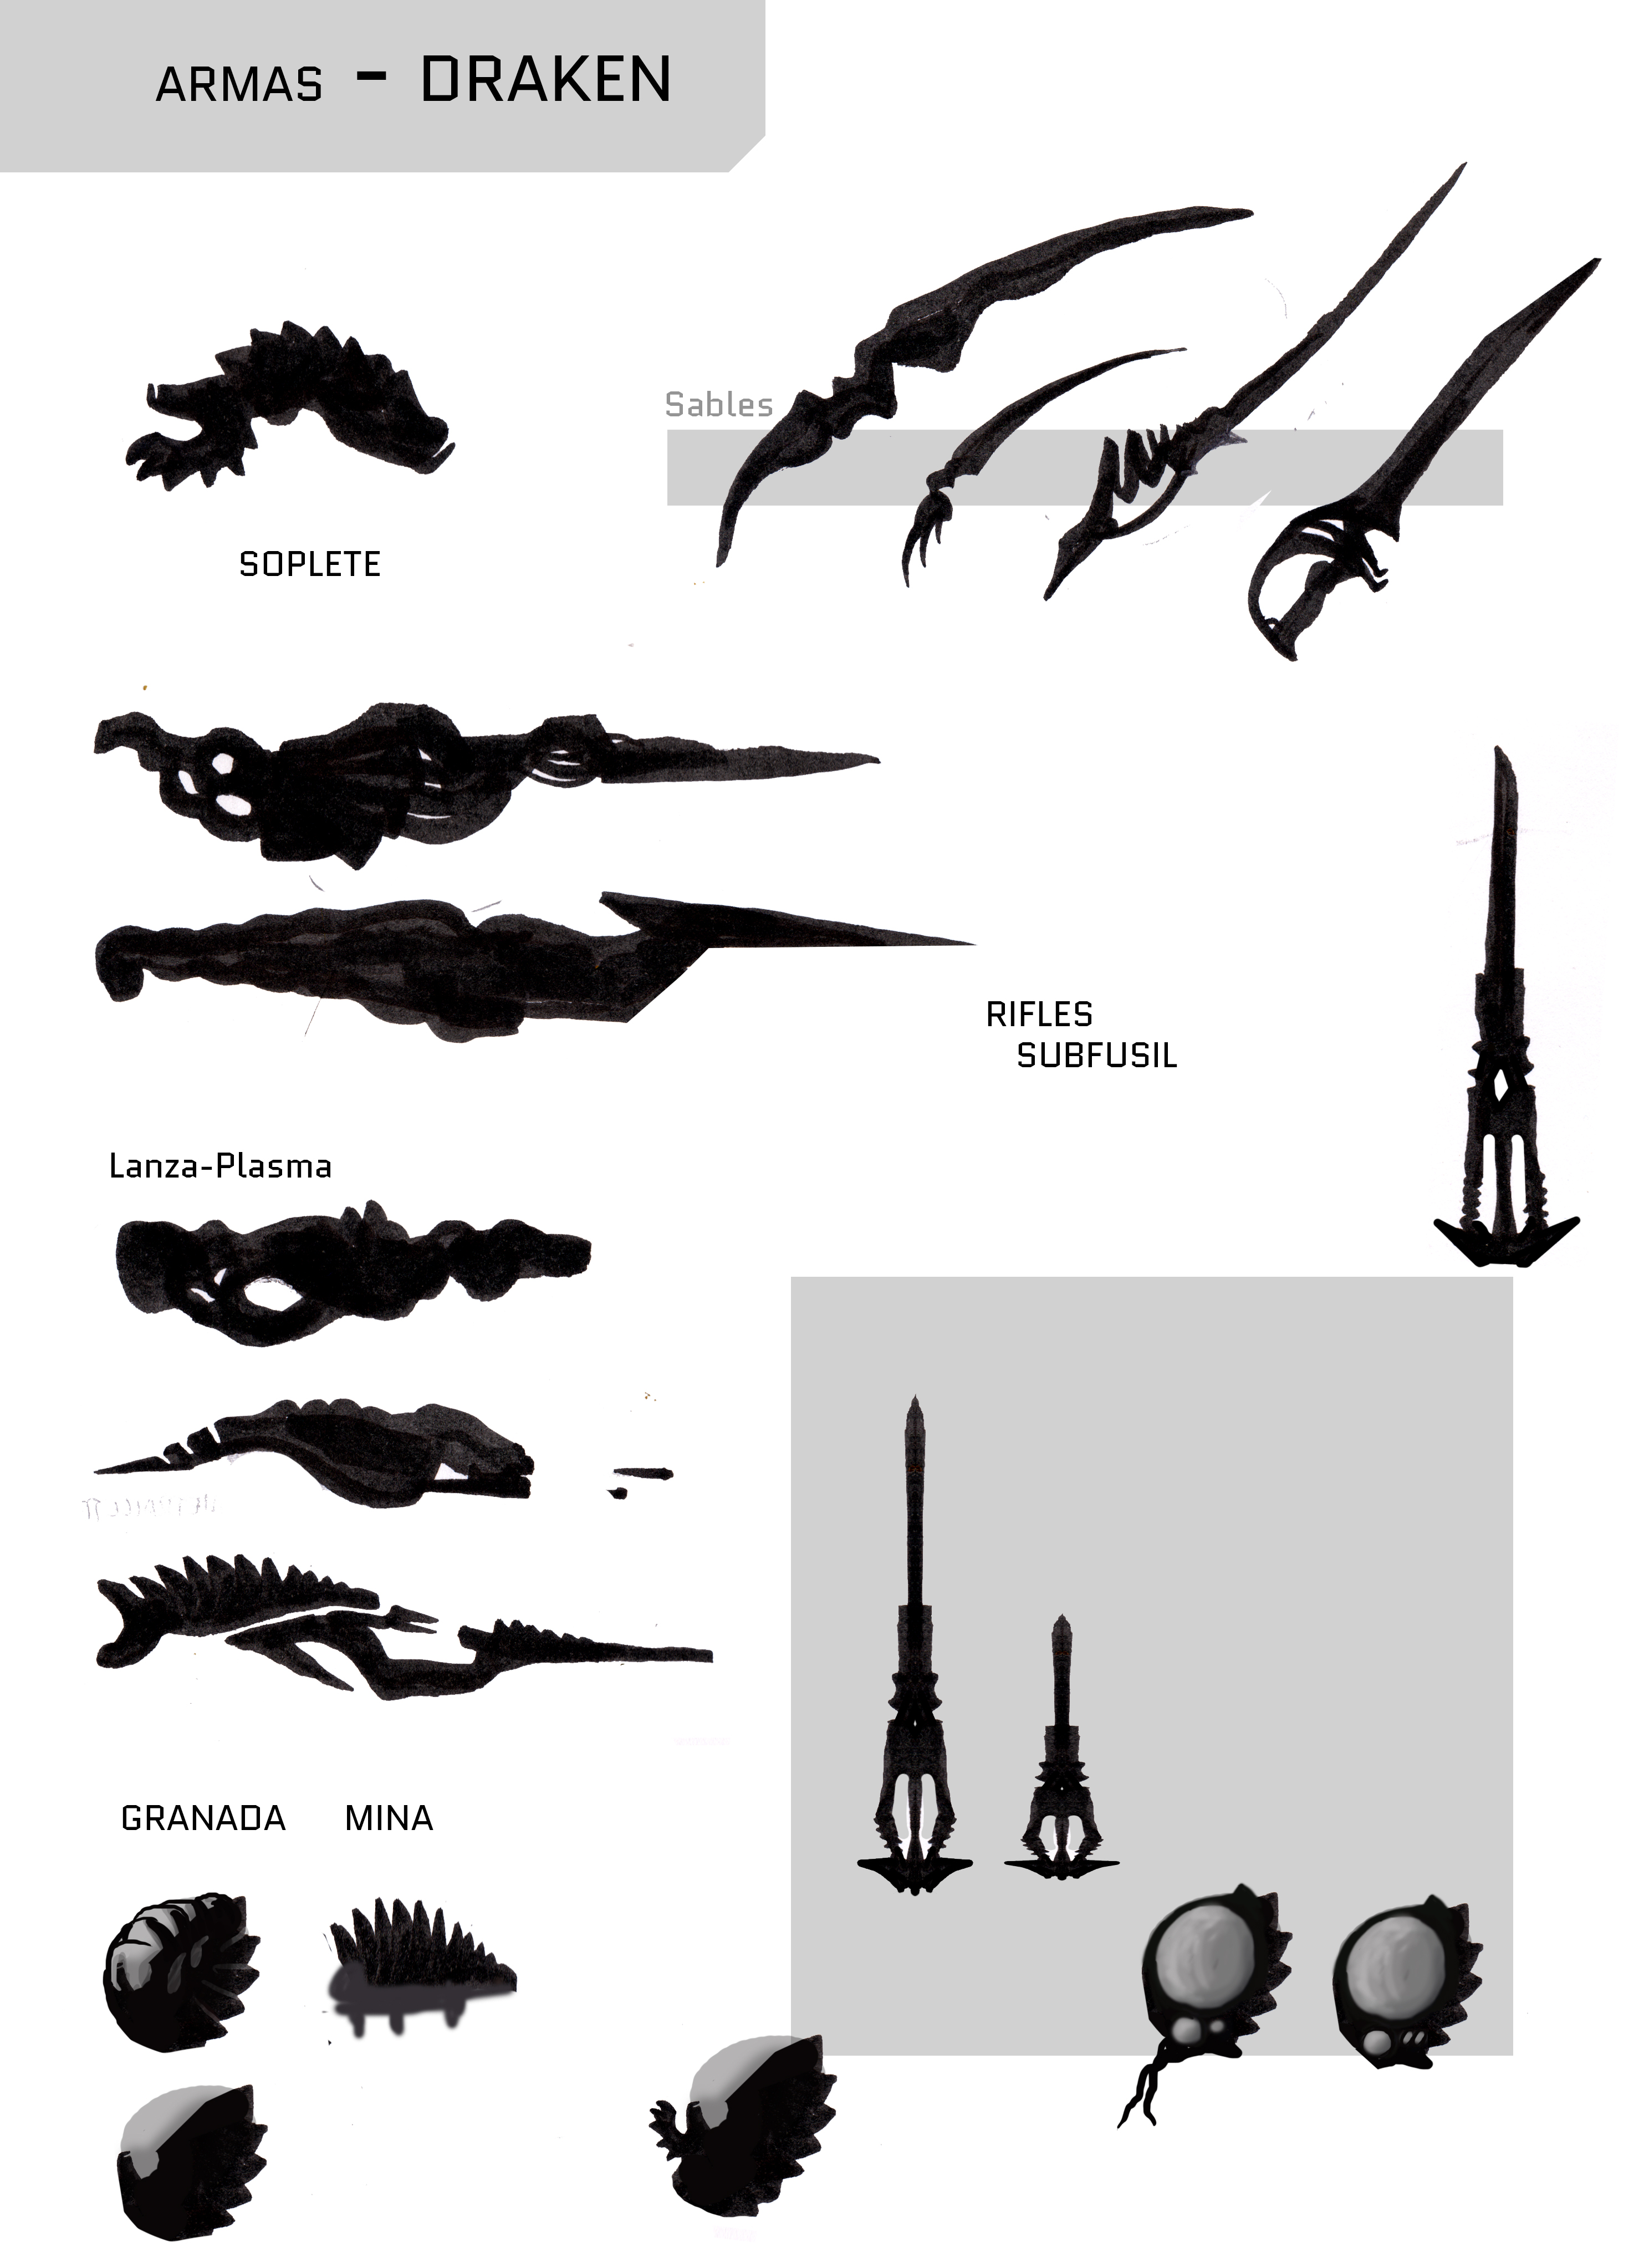 ARMAS - DRAKEN
Sables
SOPLETE
RIFLES
SUBFUSIL
Lanza-Plasma
GRANADA MINA